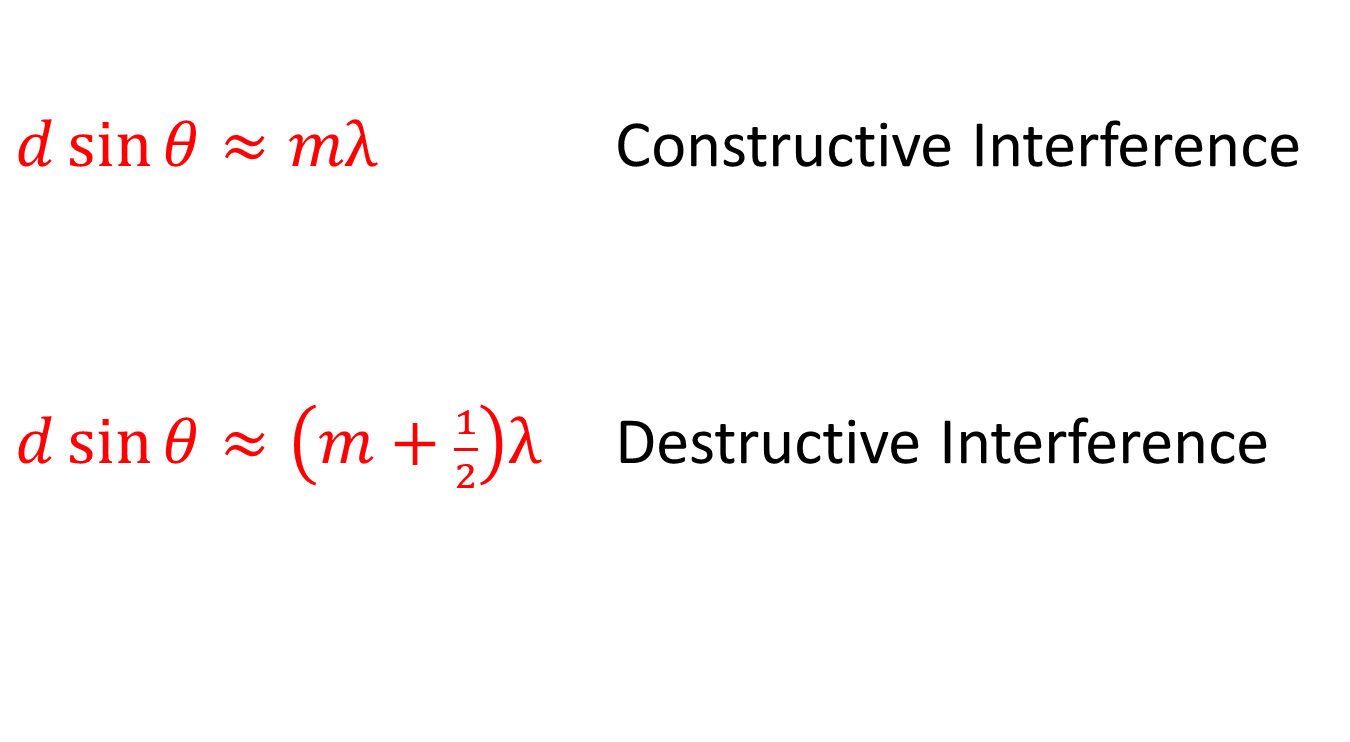 d sin θ ≈ mλ Constructive Interference
d sin θ ≈ (m + 1/2)λ Destructive Interference